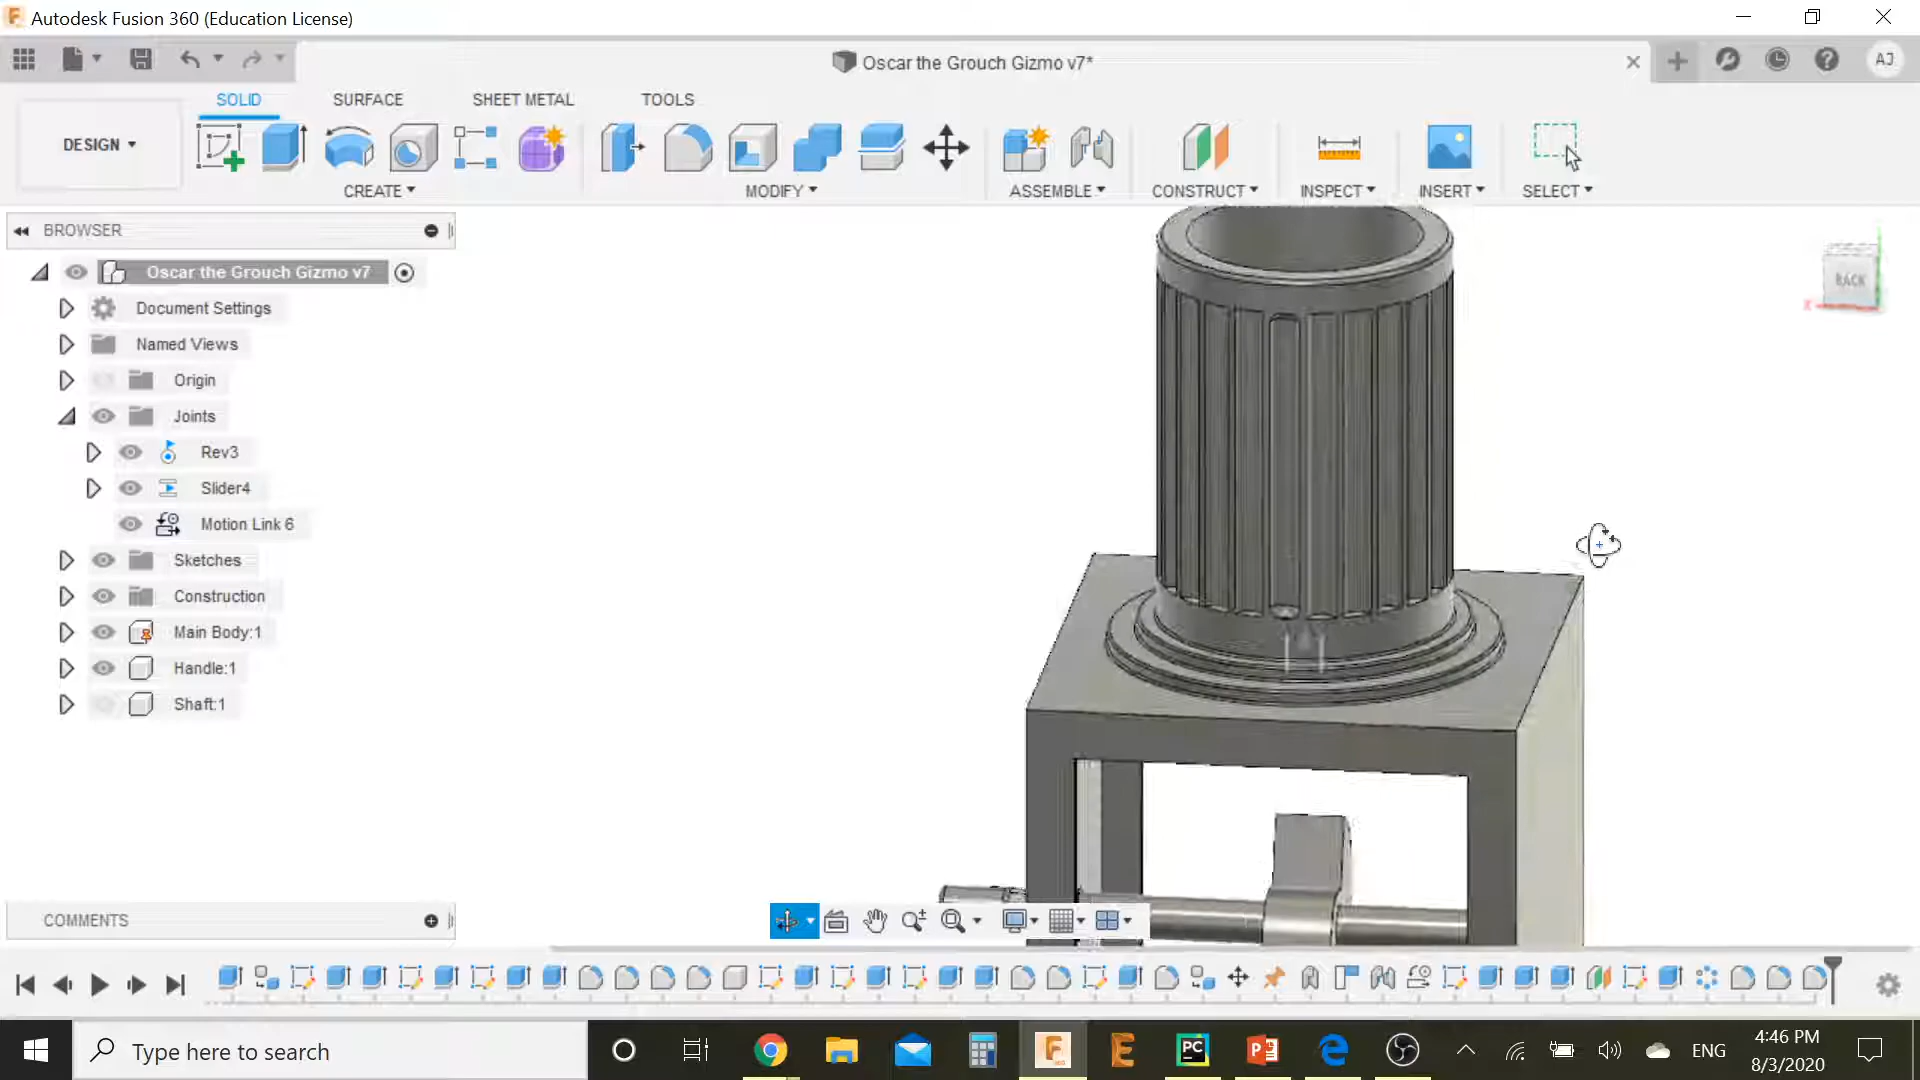 Autodesk Fusion 360 (Education License)
Oscar the Grouch Gizmo v7*
AJ
SOLID SURFACE SHEET METAL TOOLS
DESIGN
CREATE MODIFY ASSEMBLE CONSTRUCT INSPECT INSERT SELECT
BROWSER
Oscar the Grouch Gizmo v7
Document Settings
Named Views
Origin
Joints
Rev3
Slider4
Motion Link 6
Sketches
Construction
Main Body:1
Handle:1
Shaft:1
BACK
X
COMMENTS
Type here to search
PC
ENG
4:46 PM
8/3/2020